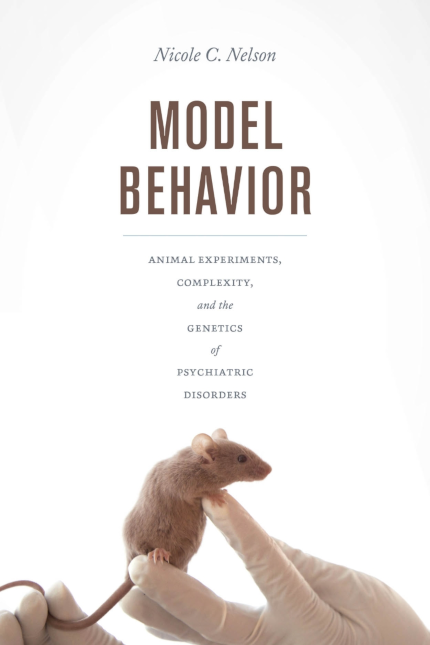 Nicole C. Nelson
MODEL
BEHAVIOR
ANIMAL EXPERIMENTS,
COMPLEXITY,
and the
GENETICS
of
PSYCHIATRIC
DISORDERS